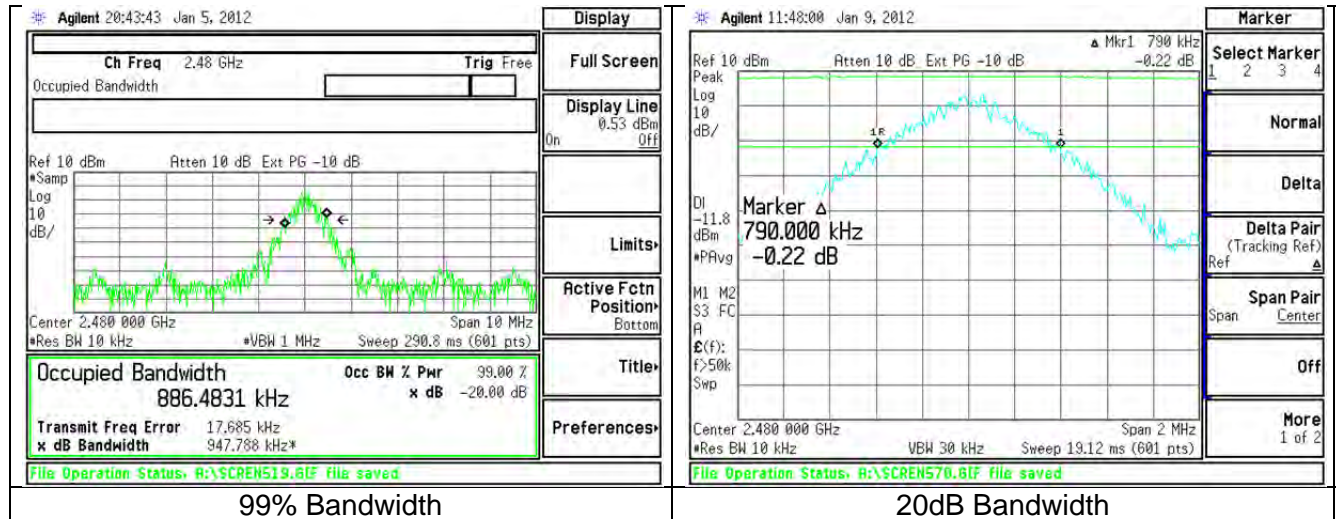 Agilent 20:43:43 Jan 5, 2012
Display
Ch Freq 2.48 GHz Trig Free
Occupied Bandwidth
Full Screen
Display Line
0.53 dBm
On Off
Ref 10 dBm Atten 10 dB Ext PG -10 dB
#Samp
Log
10
dB/
Limits
Active Fctn
Position
Bottom
Center 2.480 000 GHz Span 10 MHz
#Res BW 10 kHz #VBW 1 MHz Sweep 290.8 ms (601 pts)
Title
Occupied Bandwidth Occ BW % Pwr 99.00 %
886.4831 kHz x dB -20.00 dB
Transmit Freq Error 17.685 kHz
x dB Bandwidth 947.788 kHz*
Preferences
File Operation Status, A:\SCREN519.GIF file saved
99% Bandwidth
Agilent 11:48:00 Jan 9, 2012
Marker
Δ Mkr1 790 kHz
Ref 10 dBm Atten 10 dB Ext PG -10 dB -0.22 dB
Select Marker
1 2 3 4
Peak
Log
10
dB/
1R 1
Normal
Delta
DI
-11.8
dBm
#PAvg
Marker Δ
790.000 kHz
-0.22 dB
Delta Pair
(Tracking Ref)
Ref Δ
M1 M2
S3 FC
A
£(f):
f>50k
Swp
Span Pair
Span Center
Off
Center 2.480 000 GHz Span 2 MHz
#Res BW 10 kHz VBW 30 kHz Sweep 19.12 ms (601 pts)
More
1 of 2
File Operation Status, A:\SCREN570.GIF file saved
20dB Bandwidth